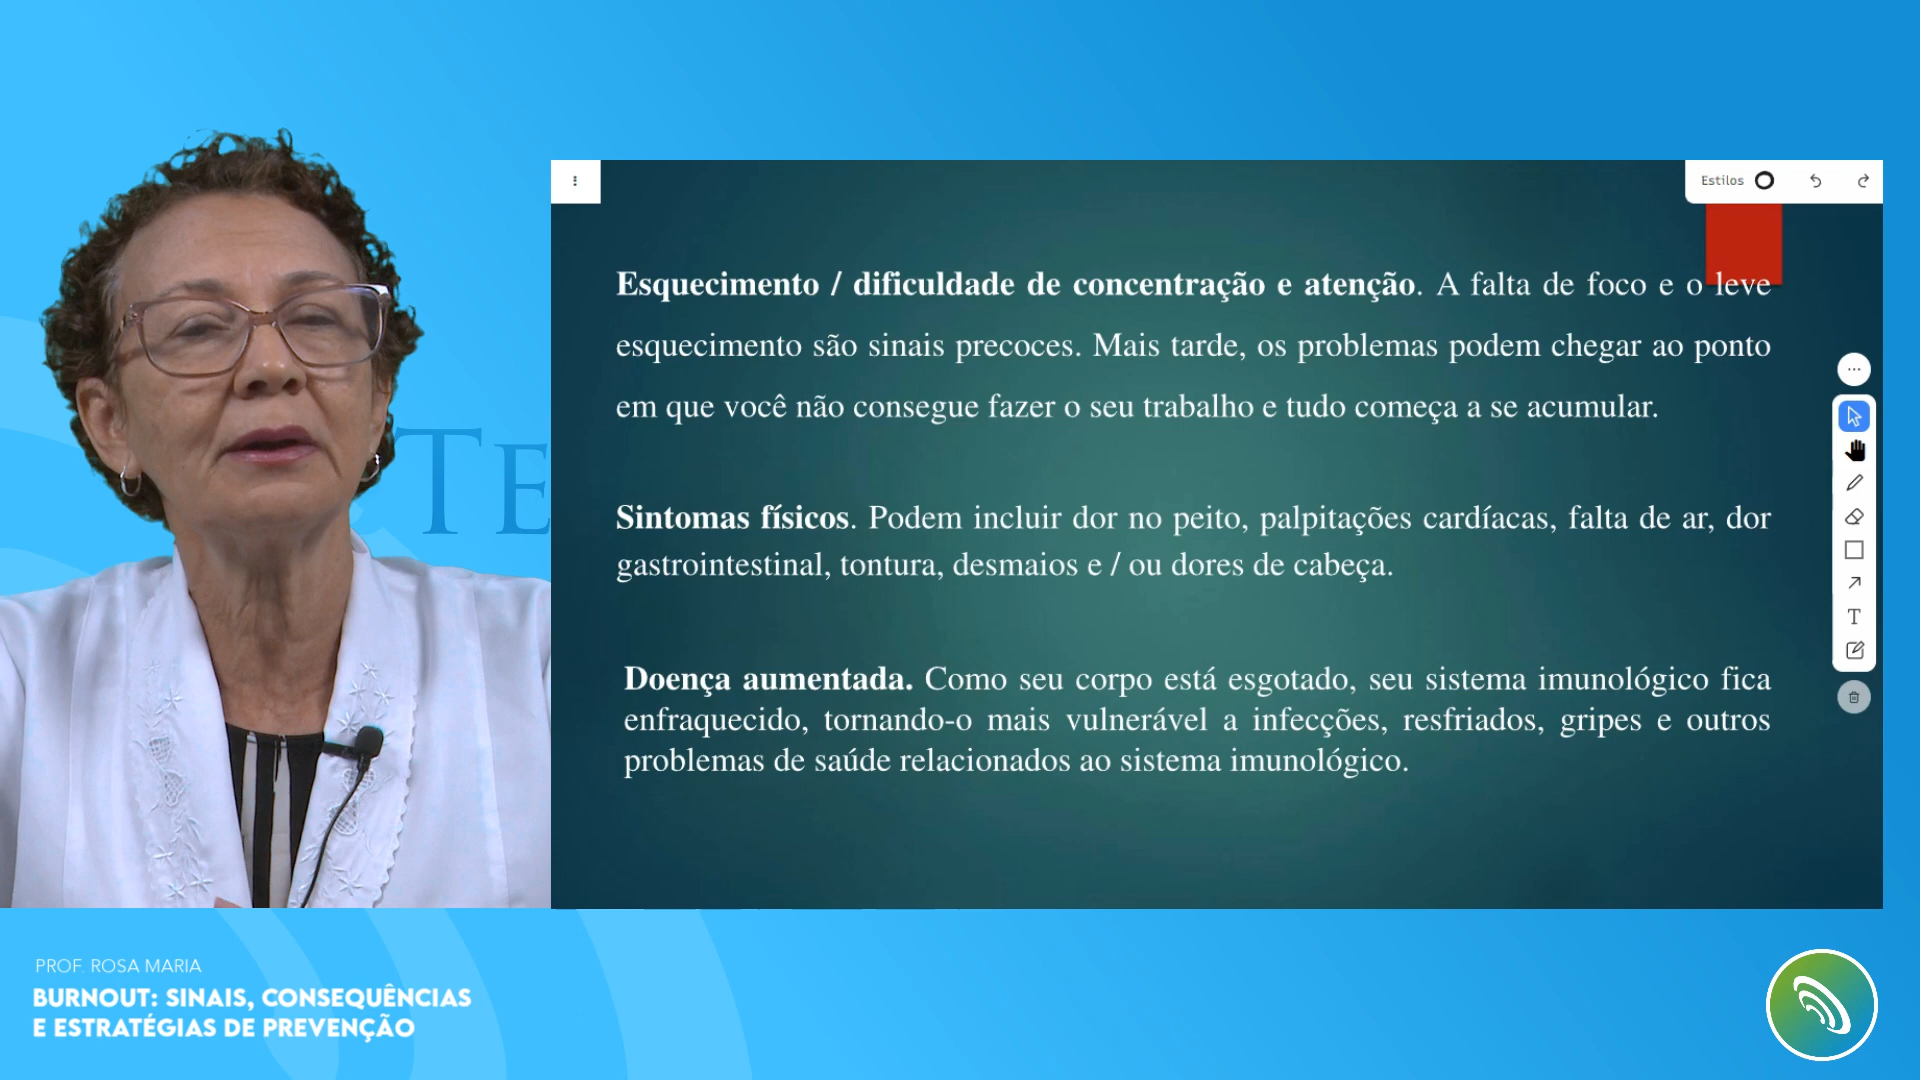 Estilos
Esquecimento / dificuldade de concentração e atenção. A falta de foco e o leve
esquecimento são sinais precoces. Mais tarde, os problemas podem chegar ao ponto
em que você não consegue fazer o seu trabalho e tudo começa a se acumular.
Sintomas físicos. Podem incluir dor no peito, palpitações cardíacas, falta de ar, dor
gastrointestinal, tontura, desmaios e / ou dores de cabeça.
Doença aumentada. Como seu corpo está esgotado, seu sistema imunológico fica
enfraquecido, tornando-o mais vulnerável a infecções, resfriados, gripes e outros
problemas de saúde relacionados ao sistema imunológico.
TE
T
PROF. ROSA MARIA
BURNOUT: SINAIS, CONSEQUÊNCIAS
E ESTRATÉGIAS DE PREVENÇÃO